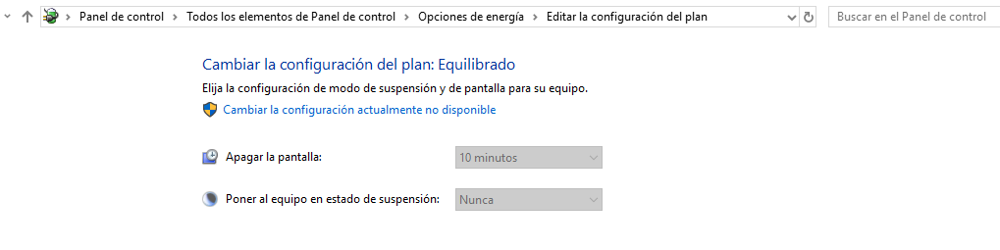 Panel de control > Todos los elementos de Panel de control > Opciones de energía > Editar la configuración del plan
Buscar en el Panel de control
Cambiar la configuración del plan: Equilibrado
Elija la configuración de modo de suspensión y de pantalla para su equipo.
Cambiar la configuración actualmente no disponible
Apagar la pantalla: 10 minutos
Poner al equipo en estado de suspensión: Nunca